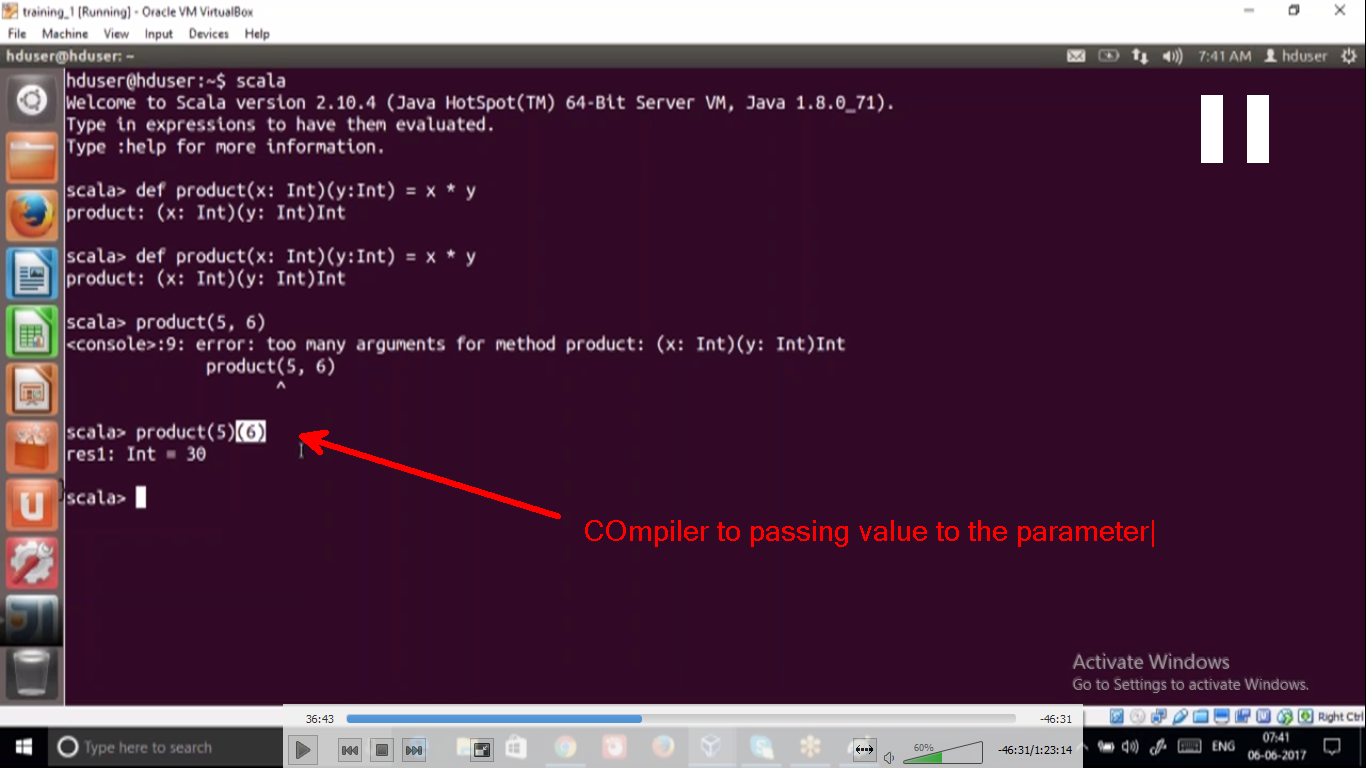 training_1 [Running] - Oracle VM VirtualBox
File Machine View Input Devices Help
hduser@hduser: ~
7:41 AM hduser
hduser@hduser:~$ scala
Welcome to Scala version 2.10.4 (Java HotSpot(TM) 64-Bit Server VM, Java 1.8.0_71).
Type in expressions to have them evaluated.
Type :help for more information.
scala> def product(x: Int)(y:Int) = x * y
product: (x: Int)(y: Int)Int
scala> def product(x: Int)(y:Int) = x * y
product: (x: Int)(y: Int)Int
scala> product(5, 6)
<console>:9: error: too many arguments for method product: (x: Int)(y: Int)Int
product(5, 6)
^
scala> product(5)(6)
res1: Int = 30
scala>
COmpiler to passing value to the parameter
Activate Windows
Go to Settings to activate Windows.
36:43 -46:31
Right Ctrl
Type here to search
60%
-46:31/1:23:14
ENG
07:41
06-06-2017